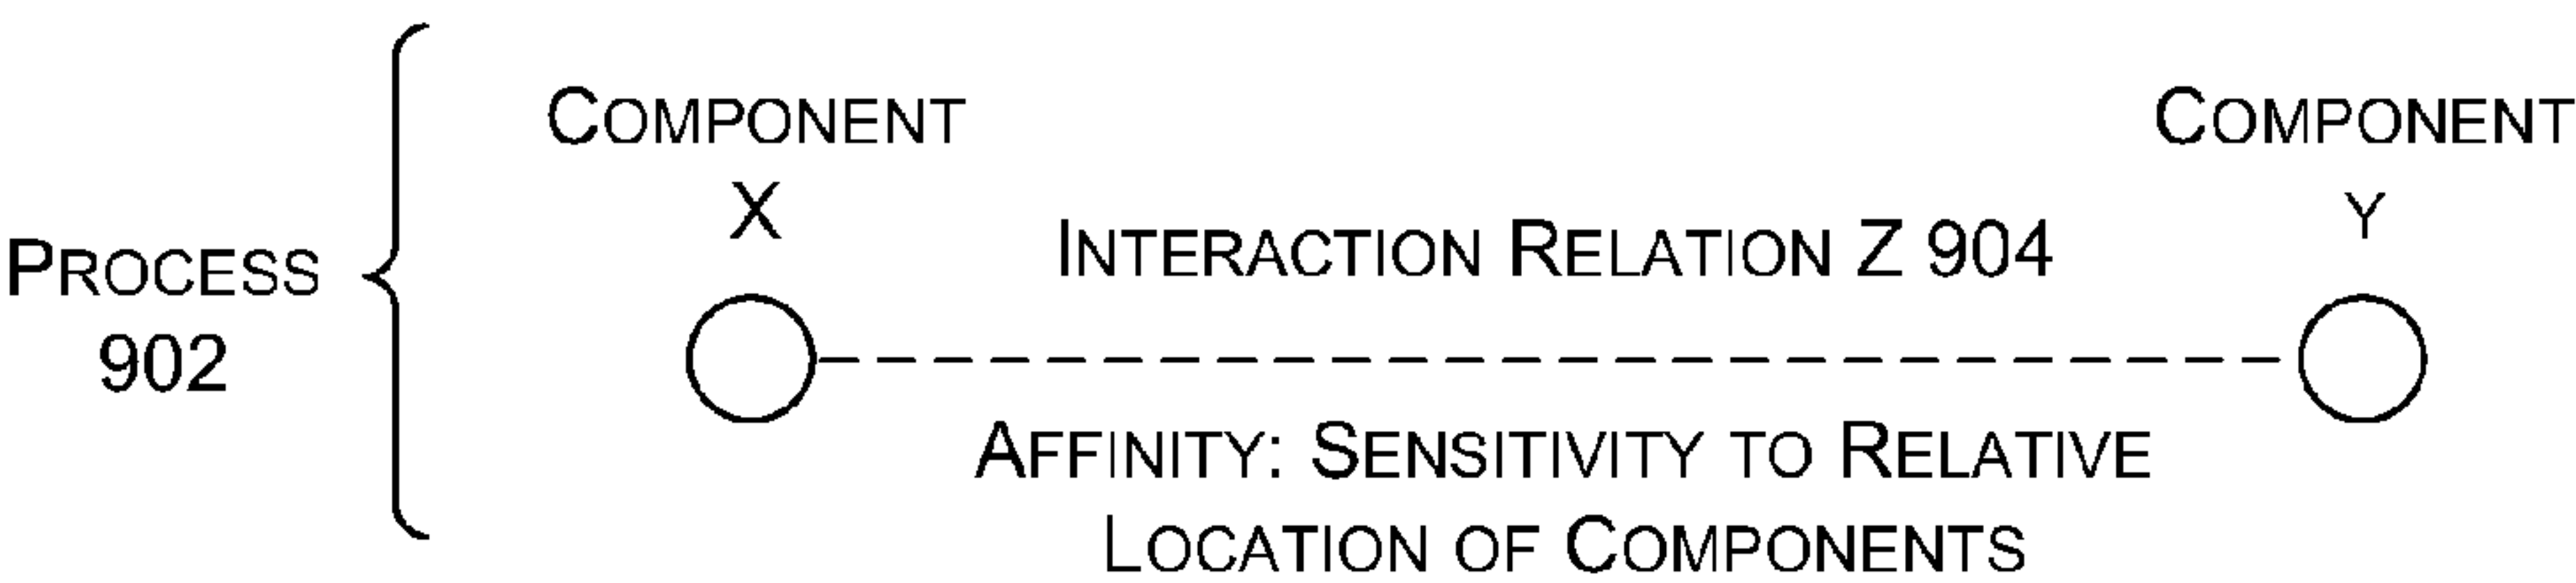 PROCESS
902
COMPONENT
X
INTERACTION RELATION Z 904
COMPONENT
Y
AFFINITY: SENSITIVITY TO RELATIVE
LOCATION OF COMPONENTS